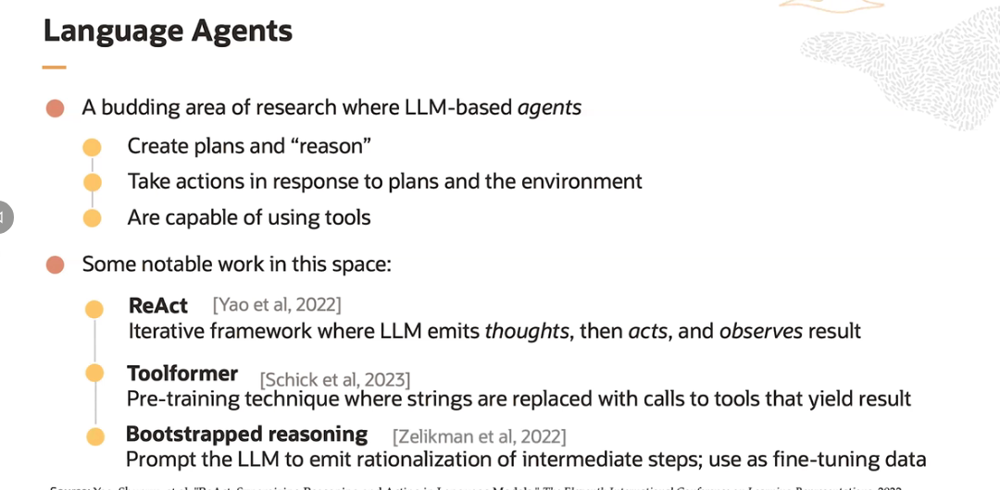 Language Agents
A budding area of research where LLM-based agents
Create plans and “reason”
Take actions in response to plans and the environment
Are capable of using tools
Some notable work in this space:
ReAct [Yao et al, 2022]
Iterative framework where LLM emits thoughts, then acts, and observes result
Toolformer [Schick et al, 2023]
Pre-training technique where strings are replaced with calls to tools that yield result
Bootstrapped reasoning [Zelikman et al, 2022]
Prompt the LLM to emit rationalization of intermediate steps; use as fine-tuning data